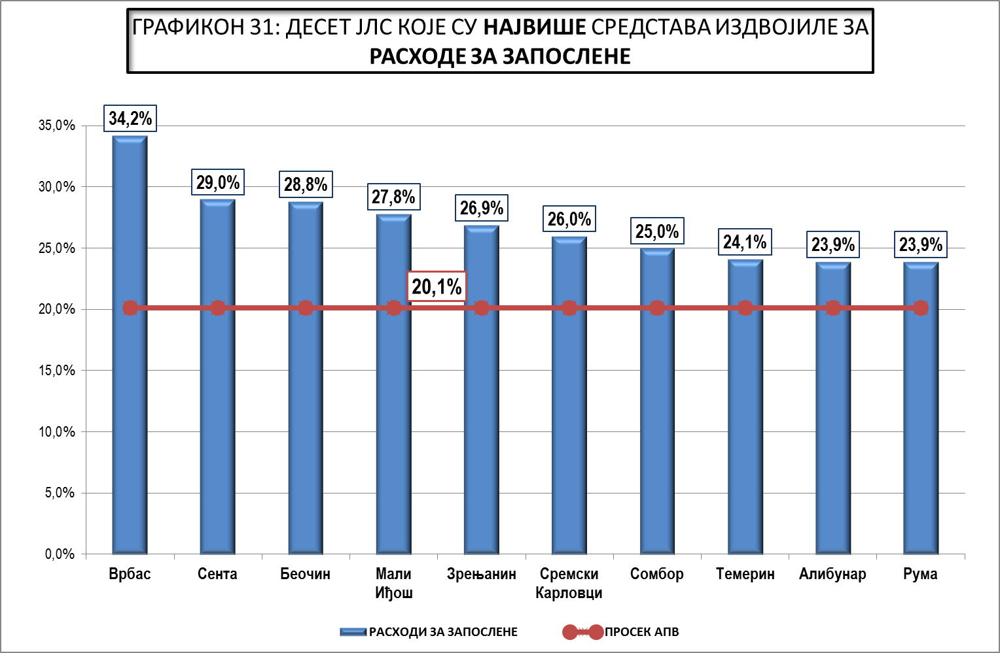 ГРАФИКОН 31: ДЕСЕТ ЈЛС КОЈЕ СУ НАЈВИШЕ СРЕДСТАВА ИЗДВОЈИЛЕ ЗА
РАСХОДЕ ЗА ЗАПОСЛЕНЕ
35,0%
30,0%
25,0%
20,0%
15,0%
10,0%
5,0%
0,0%
34,2%
29,0%
28,8%
27,8%
26,9%
26,0%
25,0%
24,1%
23,9%
23,9%
20,1%
Врбас
Сента
Беочин
Мали
Иђош
Зрењанин
Сремски
Карловци
Сомбор
Темерин
Алибунар
Рума
РАСХОДИ ЗА ЗАПОСЛЕНЕ
ПРОСЕК АПВ